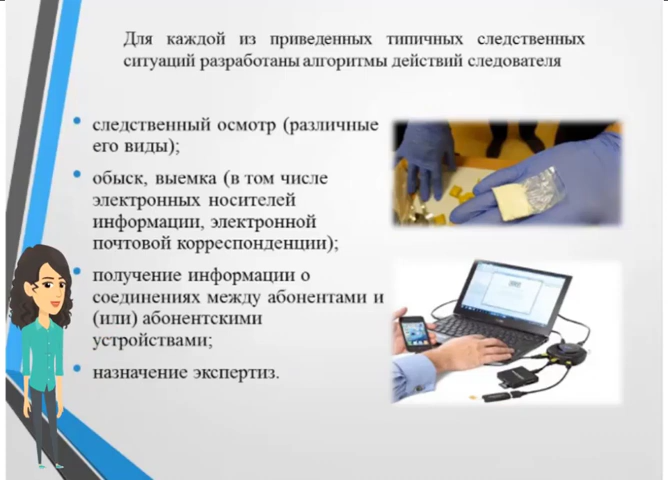 Для каждой из приведенных типичных следственных
ситуаций разработаны алгоритмы действий следователя
• следственный осмотр (различные
его виды);
• обыск, выемка (в том числе
электронных носителей
информации, электронной
почтовой корреспонденции);
• получение информации о
соединениях между абонентами и
(или) абонентскими
устройствами;
• назначение экспертиз.